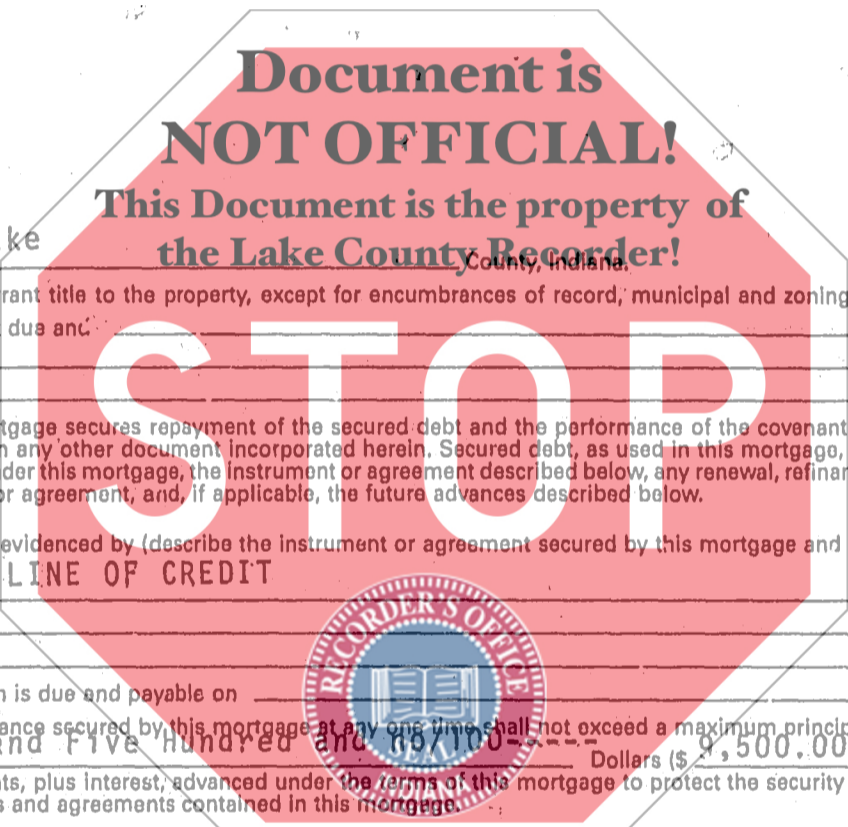 Document is
NOT OFFICIAL!
This Document is the property of
the Lake County Recorder!
ke
County, Indiana.
rant title to the property, except for encumbrances of record, municipal and zoning
due and
STOP
tgage secures repayment of the secured debt and the performance of the covenant
n any other document incorporated herein. Secured debt, as used in this mortgage,
der this mortgage, the instrument or agreement described below, any renewal, refinan
or agreement, and, if applicable, the future advances described below.
evidenced by (describe the instrument or agreement secured by this mortgage and
LINE OF CREDIT
RECORDER'S OFFICE
SEAL
INDIANA
n is due and payable on
ance secured by this mortgage at any one time shall not exceed a maximum princip
and Five Hundred and no/100-----
Dollars ($ 9,500.00
nts, plus interest, advanced under the terms of this mortgage to protect the security
s and agreements contained in this mortgage.